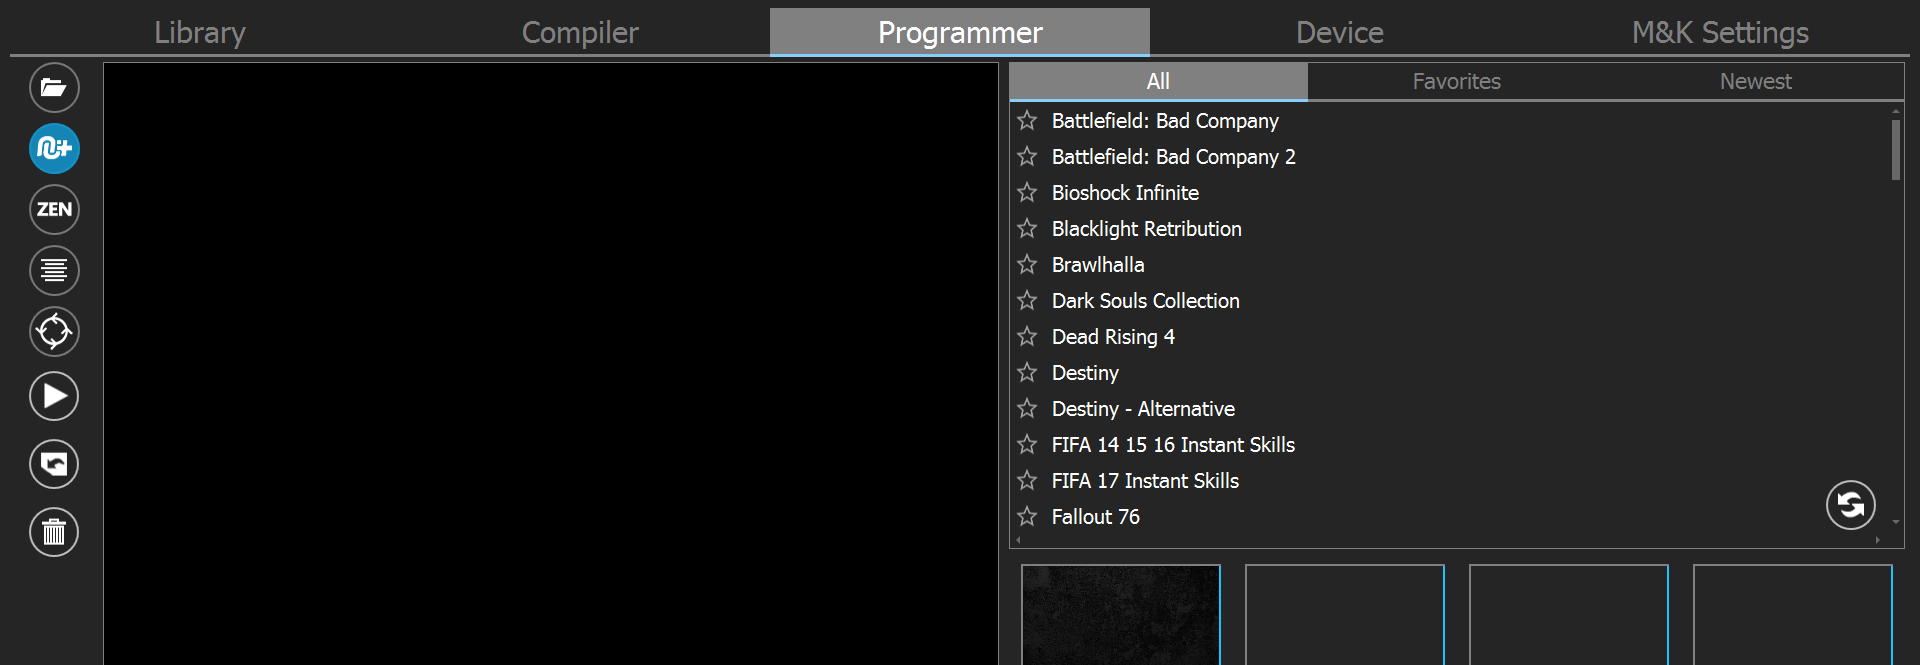 Library Compiler Programmer Device M&K Settings
All Favorites Newest
ZEN
Battlefield: Bad Company
Battlefield: Bad Company 2
Bioshock Infinite
Blacklight Retribution
Brawlhalla
Dark Souls Collection
Dead Rising 4
Destiny
Destiny - Alternative
FIFA 14 15 16 Instant Skills
FIFA 17 Instant Skills
Fallout 76